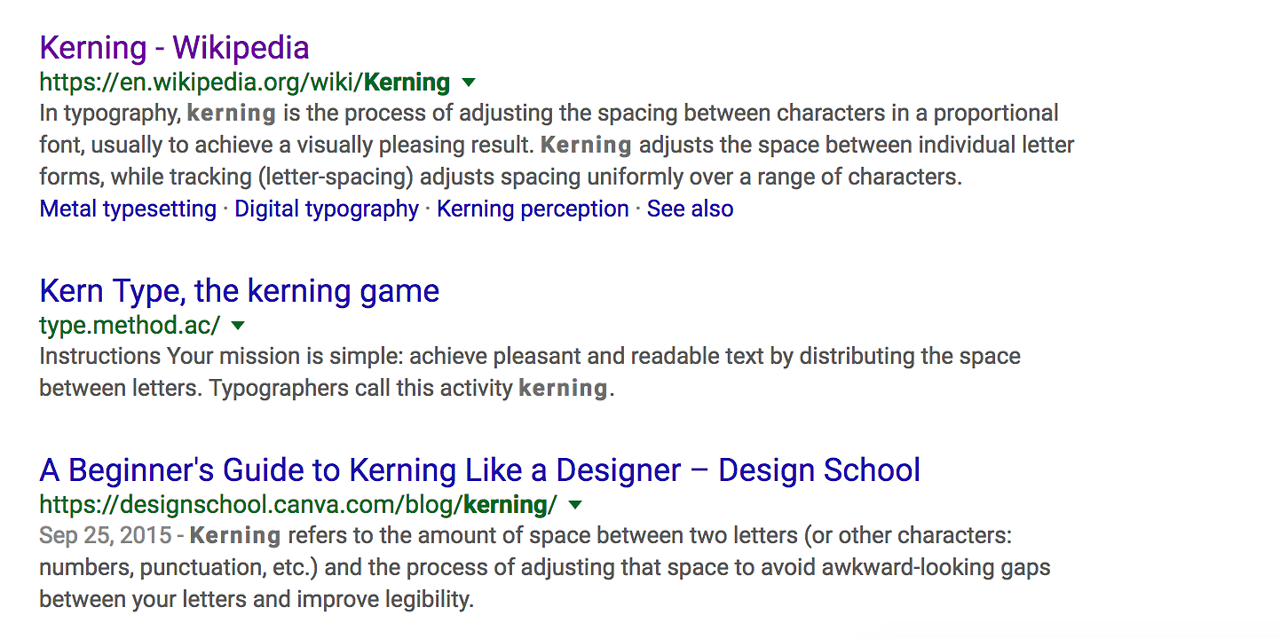 Kerning - Wikipedia
https://en.wikipedia.org/wiki/Kerning
In typography, kerning is the process of adjusting the spacing between characters in a proportional
font, usually to achieve a visually pleasing result. Kerning adjusts the space between individual letter
forms, while tracking (letter-spacing) adjusts spacing uniformly over a range of characters.
Metal typesetting · Digital typography · Kerning perception · See also
Kern Type, the kerning game
type.method.ac/
Instructions Your mission is simple: achieve pleasant and readable text by distributing the space
between letters. Typographers call this activity kerning.
A Beginner's Guide to Kerning Like a Designer – Design School
https://designschool.canva.com/blog/kerning/
Sep 25, 2015 - Kerning refers to the amount of space between two letters (or other characters:
numbers, punctuation, etc.) and the process of adjusting that space to avoid awkward-looking gaps
between your letters and improve legibility.